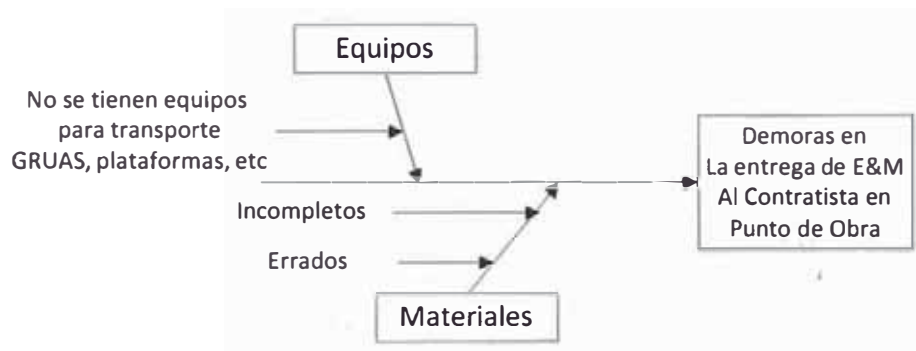 Equipos
No se tienen equipos
para transporte
GRUAS, plataformas, etc
Demoras en
La entrega de E&M
Al Contratista en
Punto de Obra
Incompletos
Errados
Materiales